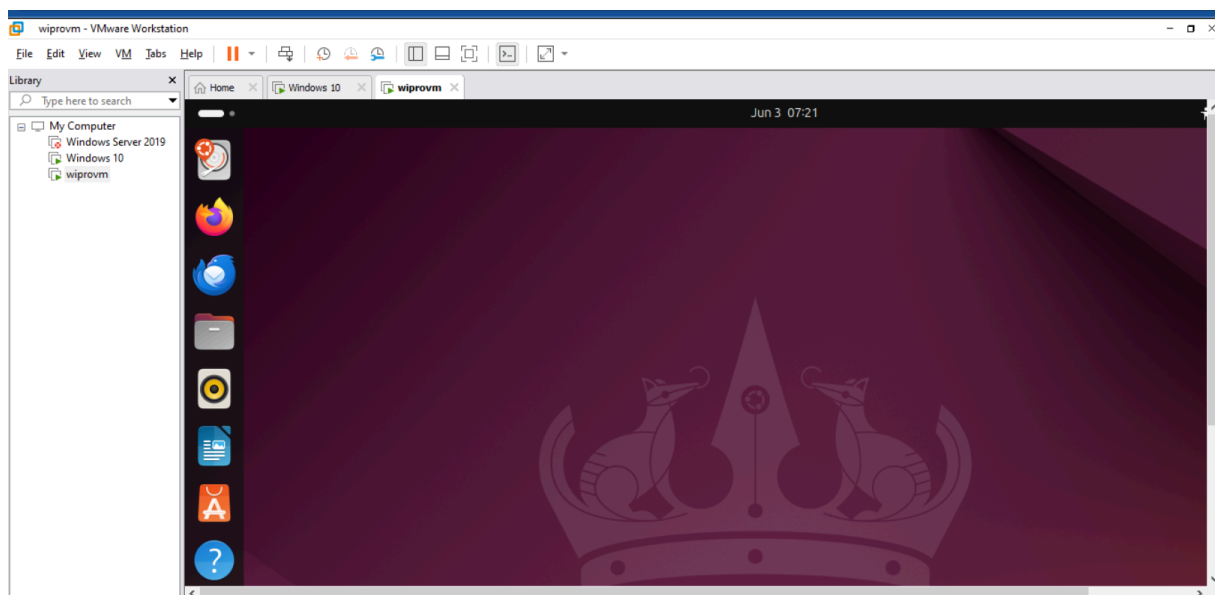 wiprovm - VMware Workstation
File Edit View VM Tabs Help
Library
Type here to search
My Computer
Windows Server 2019
Windows 10
wiprovm
Home
Windows 10
wiprovm
Jun 3 07:21